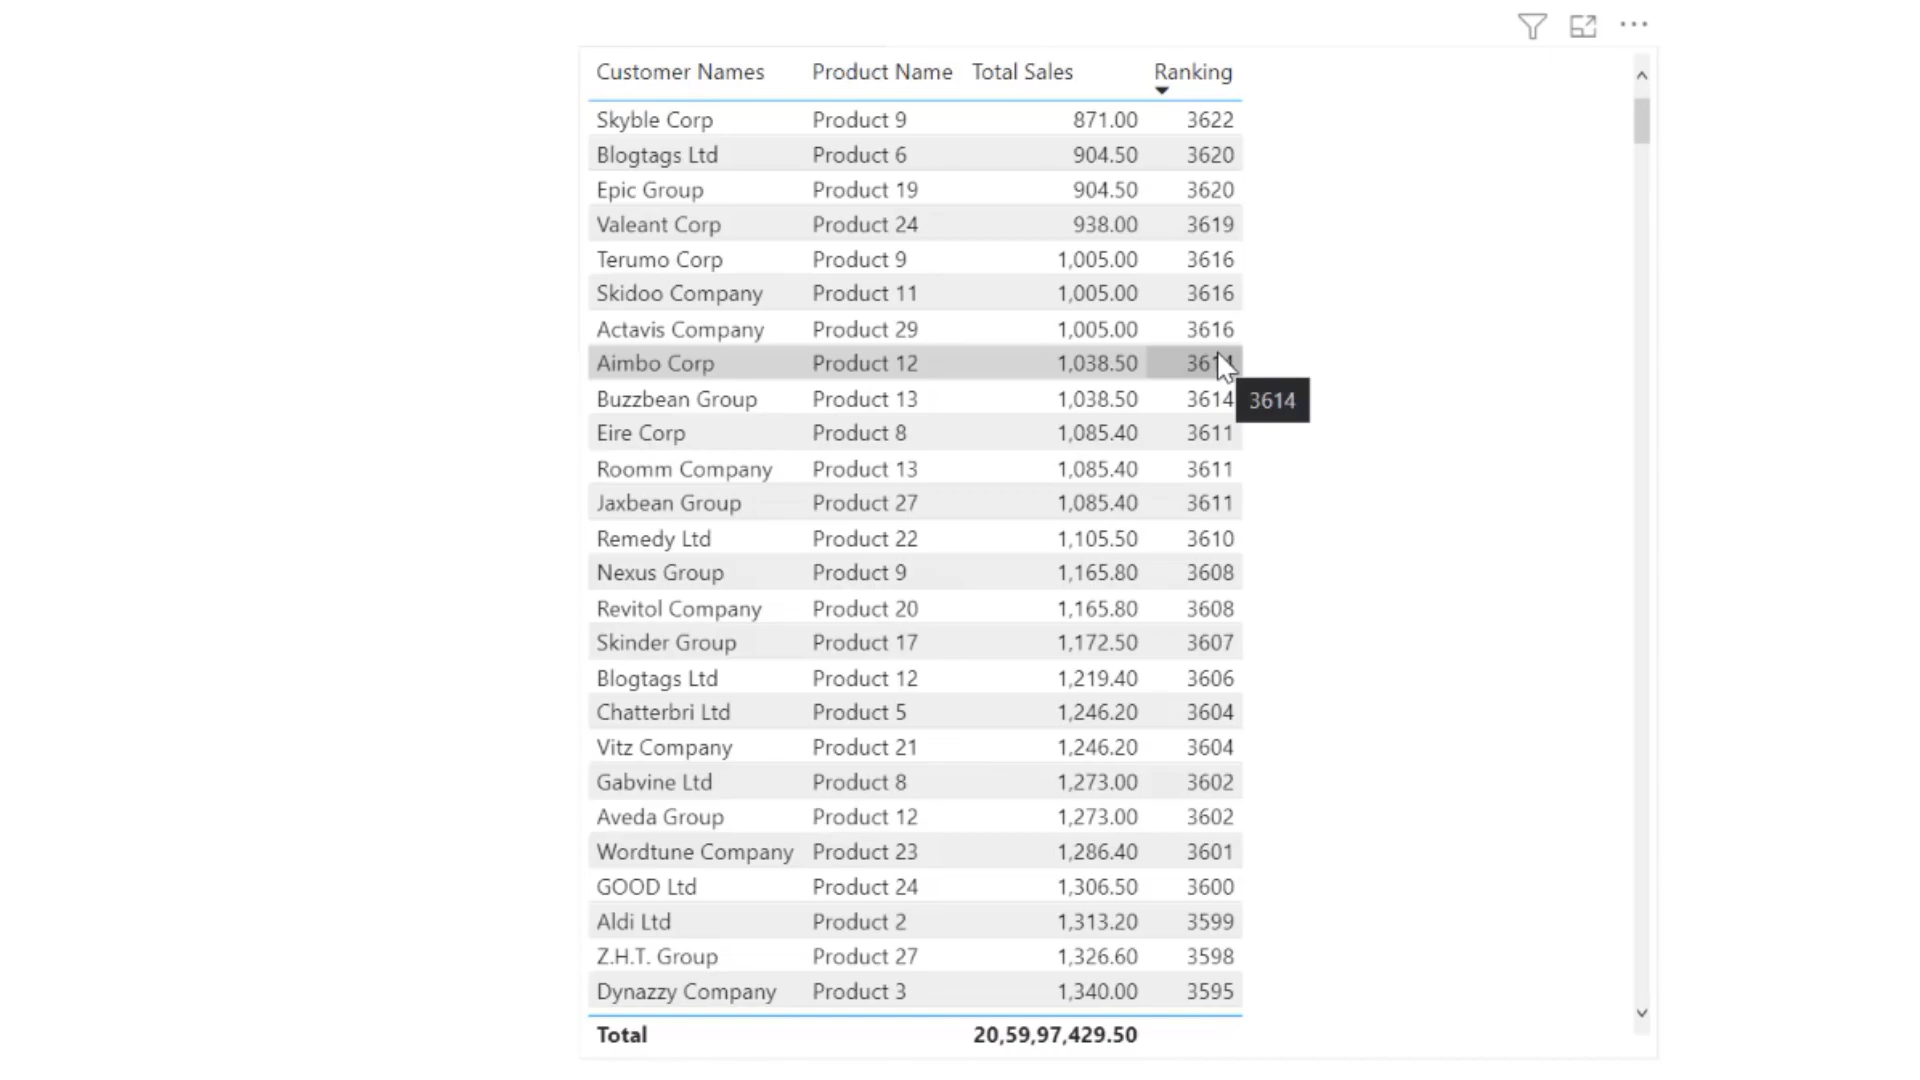 Customer Names Product Name Total Sales Ranking
Skyble Corp Product 9 871.00 3622
Blogtags Ltd Product 6 904.50 3620
Epic Group Product 19 904.50 3620
Valeant Corp Product 24 938.00 3619
Terumo Corp Product 9 1,005.00 3616
Skidoo Company Product 11 1,005.00 3616
Actavis Company Product 29 1,005.00 3616
Aimbo Corp Product 12 1,038.50 3614
Buzzbean Group Product 13 1,038.50 3614 3614
Eire Corp Product 8 1,085.40 3611
Roomm Company Product 13 1,085.40 3611
Jaxbean Group Product 27 1,085.40 3611
Remedy Ltd Product 22 1,105.50 3610
Nexus Group Product 9 1,165.80 3608
Revitol Company Product 20 1,165.80 3608
Skinder Group Product 17 1,172.50 3607
Blogtags Ltd Product 12 1,219.40 3606
Chatterbri Ltd Product 5 1,246.20 3604
Vitz Company Product 21 1,246.20 3604
Gabvine Ltd Product 8 1,273.00 3602
Aveda Group Product 12 1,273.00 3602
Wordtune Company Product 23 1,286.40 3601
GOOD Ltd Product 24 1,306.50 3600
Aldi Ltd Product 2 1,313.20 3599
Z.H.T. Group Product 27 1,326.60 3598
Dynazzy Company Product 3 1,340.00 3595
Total 20,59,97,429.50